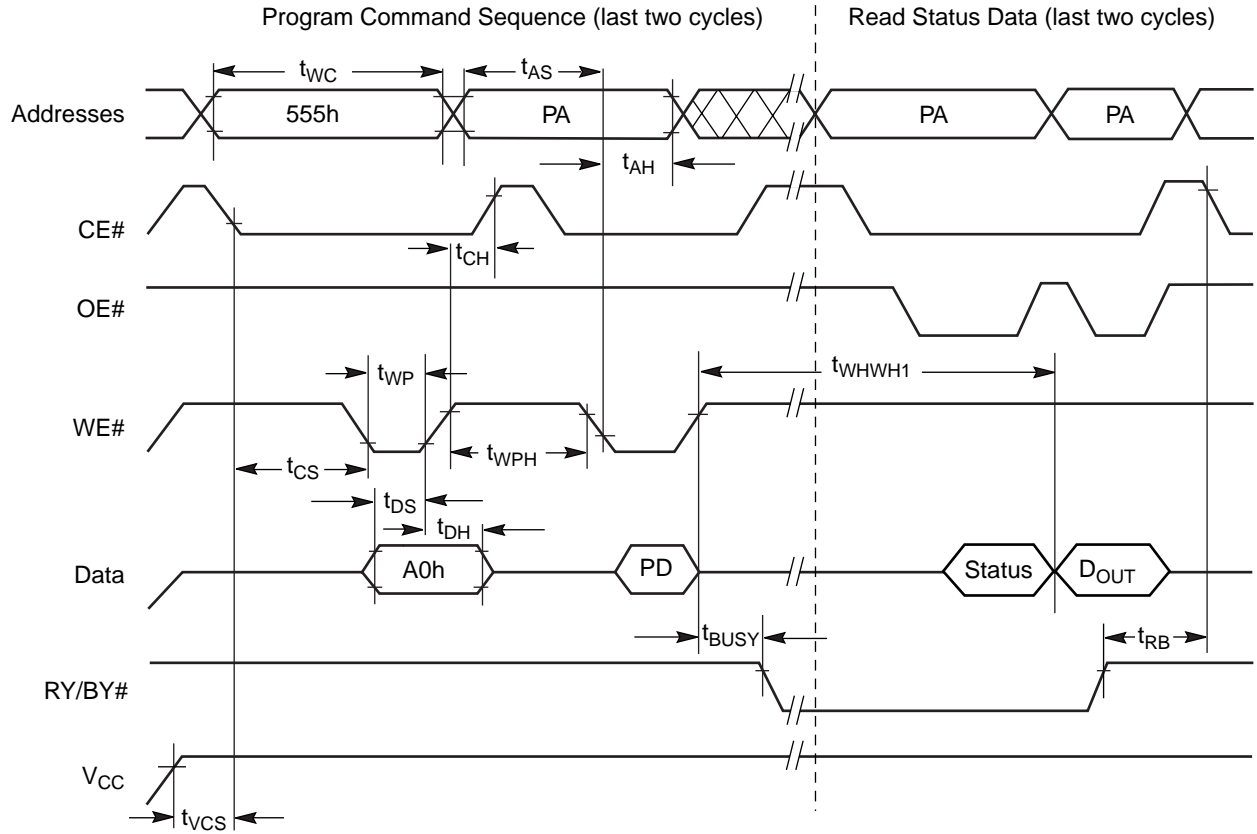 Program Command Sequence (last two cycles) Read Status Data (last two cycles)
tWC tAS
Addresses 555h PA PA PA
tAH
CE#
tCH
OE#
tWP tWHWH1
WE#
tCS tWPH
tDS
tDH
Data A0h PD Status DOUT
tBUSY tRB
RY/BY#
VCC
tVCS